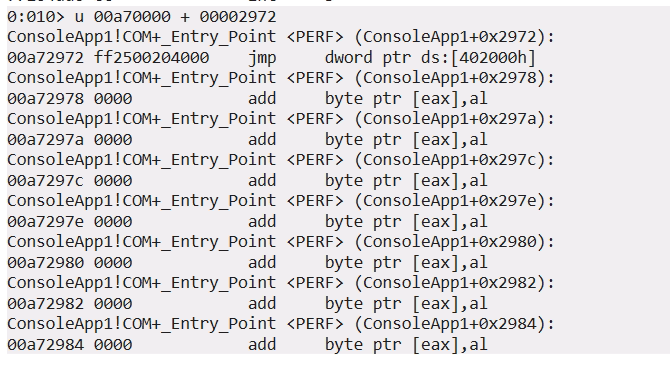 0:010> u 00a70000 + 00002972
ConsoleApp1!COM+_Entry_Point <PERF> (ConsoleApp1+0x2972):
00a72972 ff2500204000    jmp     dword ptr ds:[402000h]
ConsoleApp1!COM+_Entry_Point <PERF> (ConsoleApp1+0x2978):
00a72978 0000            add     byte ptr [eax],al
ConsoleApp1!COM+_Entry_Point <PERF> (ConsoleApp1+0x297a):
00a7297a 0000            add     byte ptr [eax],al
ConsoleApp1!COM+_Entry_Point <PERF> (ConsoleApp1+0x297c):
00a7297c 0000            add     byte ptr [eax],al
ConsoleApp1!COM+_Entry_Point <PERF> (ConsoleApp1+0x297e):
00a7297e 0000            add     byte ptr [eax],al
ConsoleApp1!COM+_Entry_Point <PERF> (ConsoleApp1+0x2980):
00a72980 0000            add     byte ptr [eax],al
ConsoleApp1!COM+_Entry_Point <PERF> (ConsoleApp1+0x2982):
00a72982 0000            add     byte ptr [eax],al
ConsoleApp1!COM+_Entry_Point <PERF> (ConsoleApp1+0x2984):
00a72984 0000            add     byte ptr [eax],al